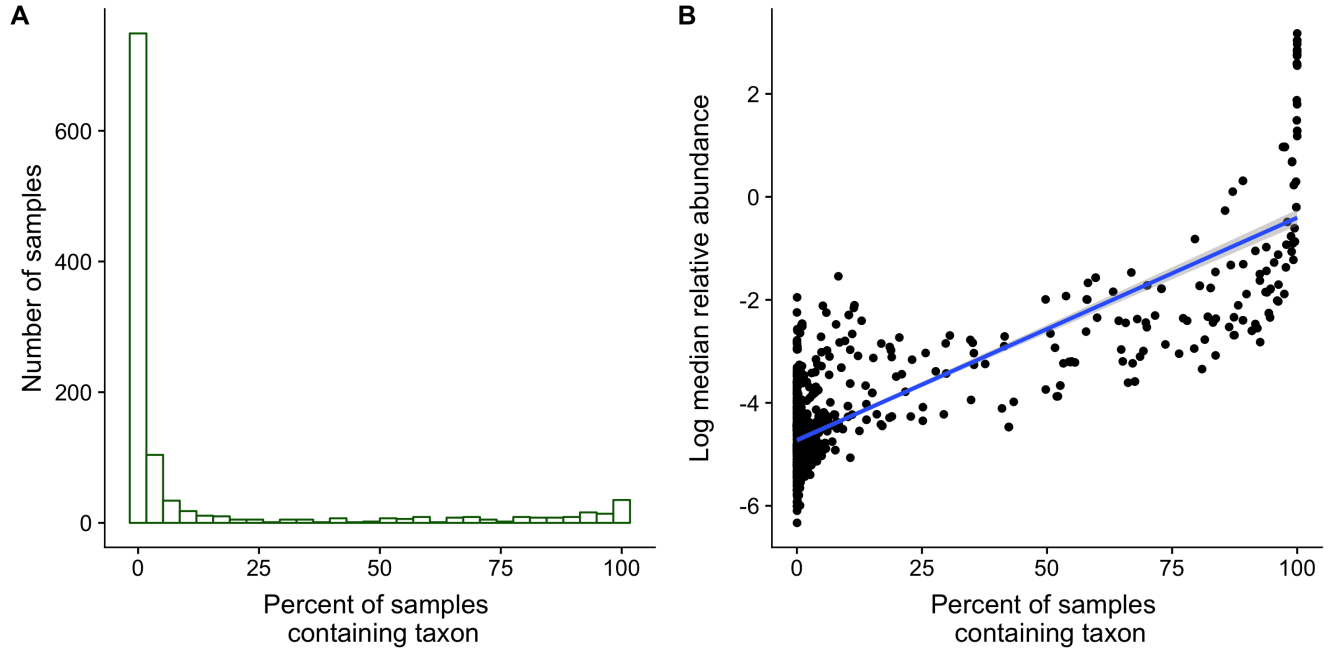 A
Number of samples
600
400
200
0
0 25 50 75 100
Percent of samples
containing taxon
B
Log median relative abundance
2
0
-2
-4
-6
0 25 50 75 100
Percent of samples
containing taxon